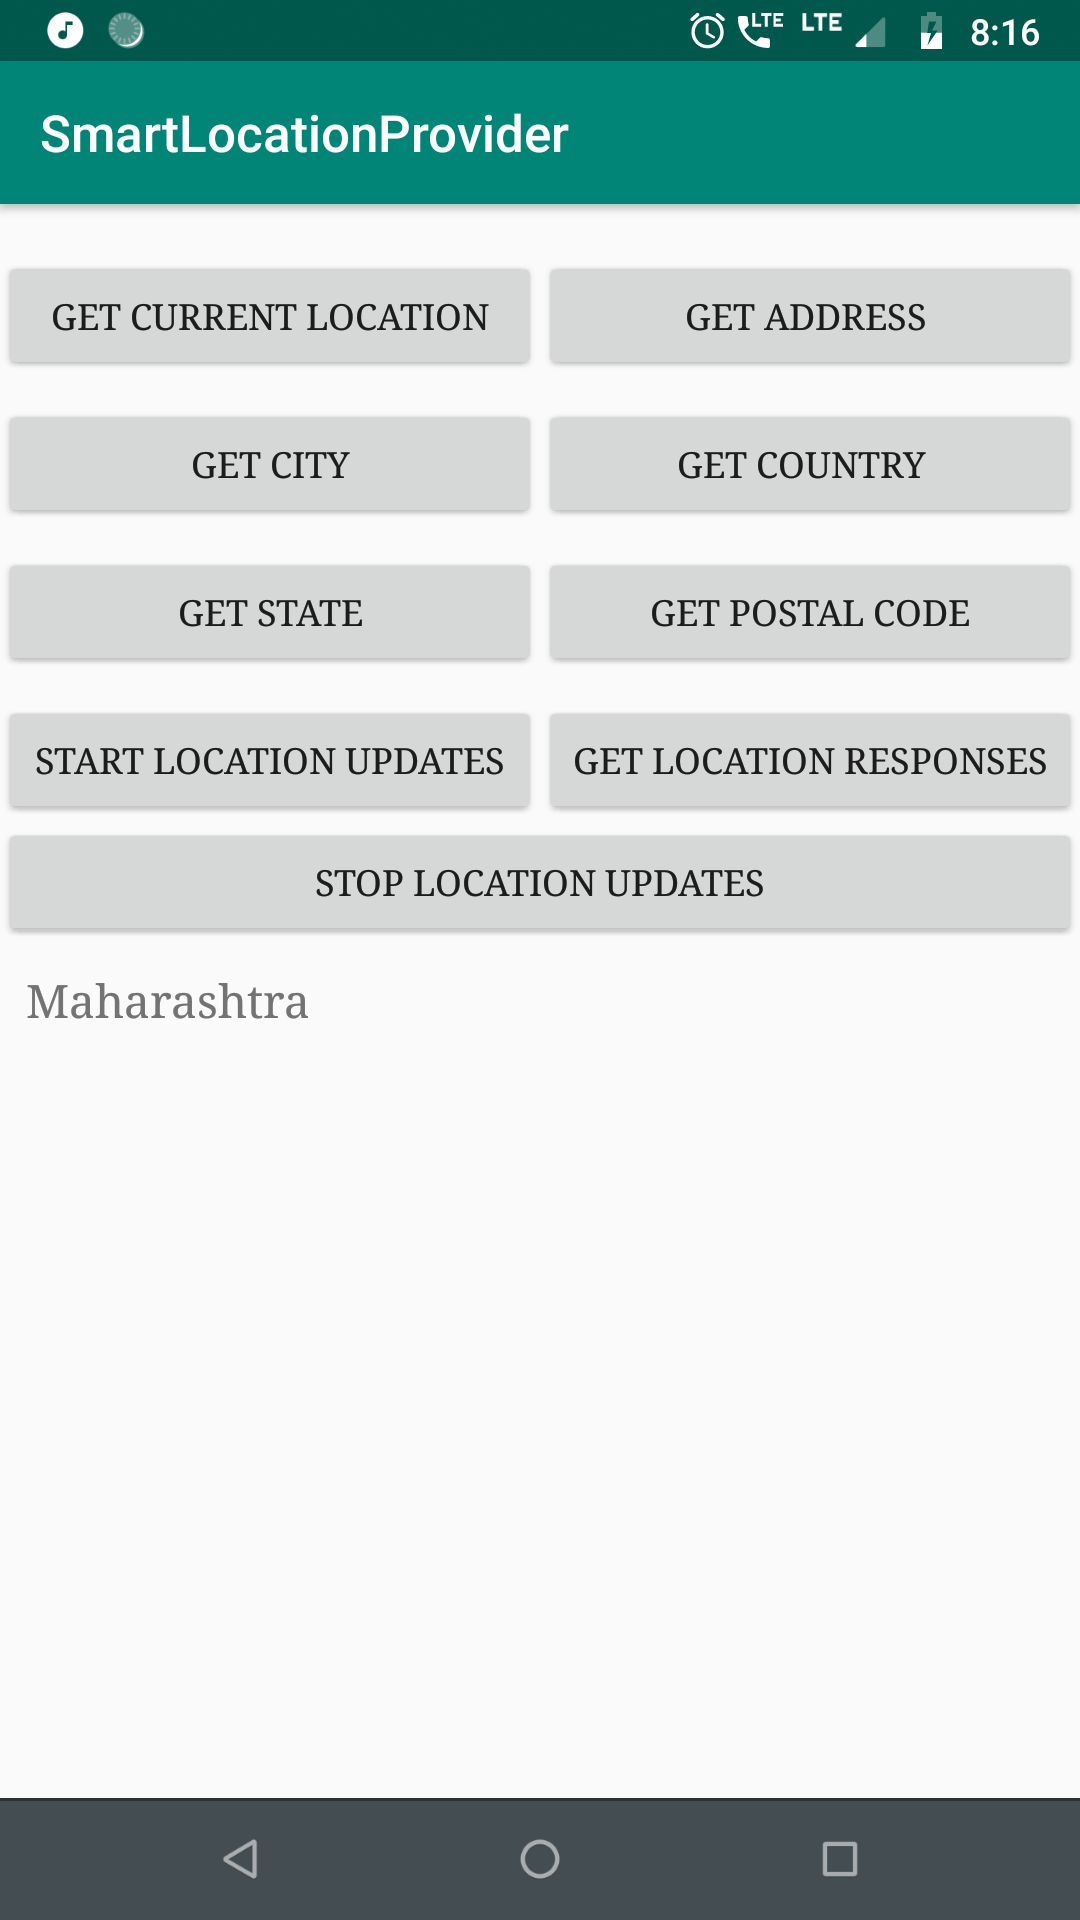 LTE LTE 8:16
SmartLocationProvider
GET CURRENT LOCATION GET ADDRESS
GET CITY GET COUNTRY
GET STATE GET POSTAL CODE
START LOCATION UPDATES GET LOCATION RESPONSES
STOP LOCATION UPDATES
Maharashtra